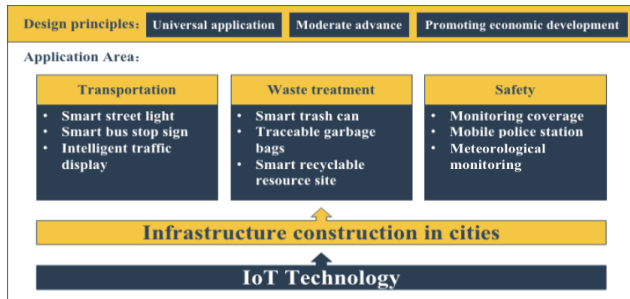 Design principles: Universal application Moderate advance Promoting economic development
Application Area:
Transportation
• Smart street light
• Smart bus stop sign
• Intelligent traffic
display
Waste treatment
• Smart trash can
• Traceable garbage
bags
• Smart recyclable
resource site
Safety
• Monitoring coverage
• Mobile police station
• Meteorological
monitoring
Infrastructure construction in cities
IoT Technology